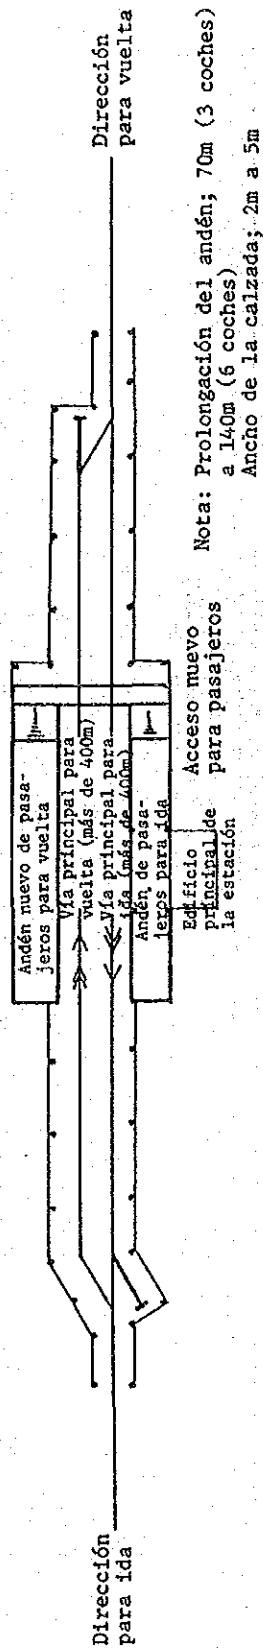 Dirección
para ida
Andén nuevo de pasa-
jeros para vuelta
Vía principal para
vuelta (más de 400m)
Vía principal para
ida (más de 400m)
Andén de pasa-
jeros para ida
Edificio
principal de
la estación
Acceso nuevo
para pasajeros
Dirección
para vuelta
Nota: Prolongación del andén; 70m (3 coches)
a 140m (6 coches)
Ancho de la calzada; 2m a 5m